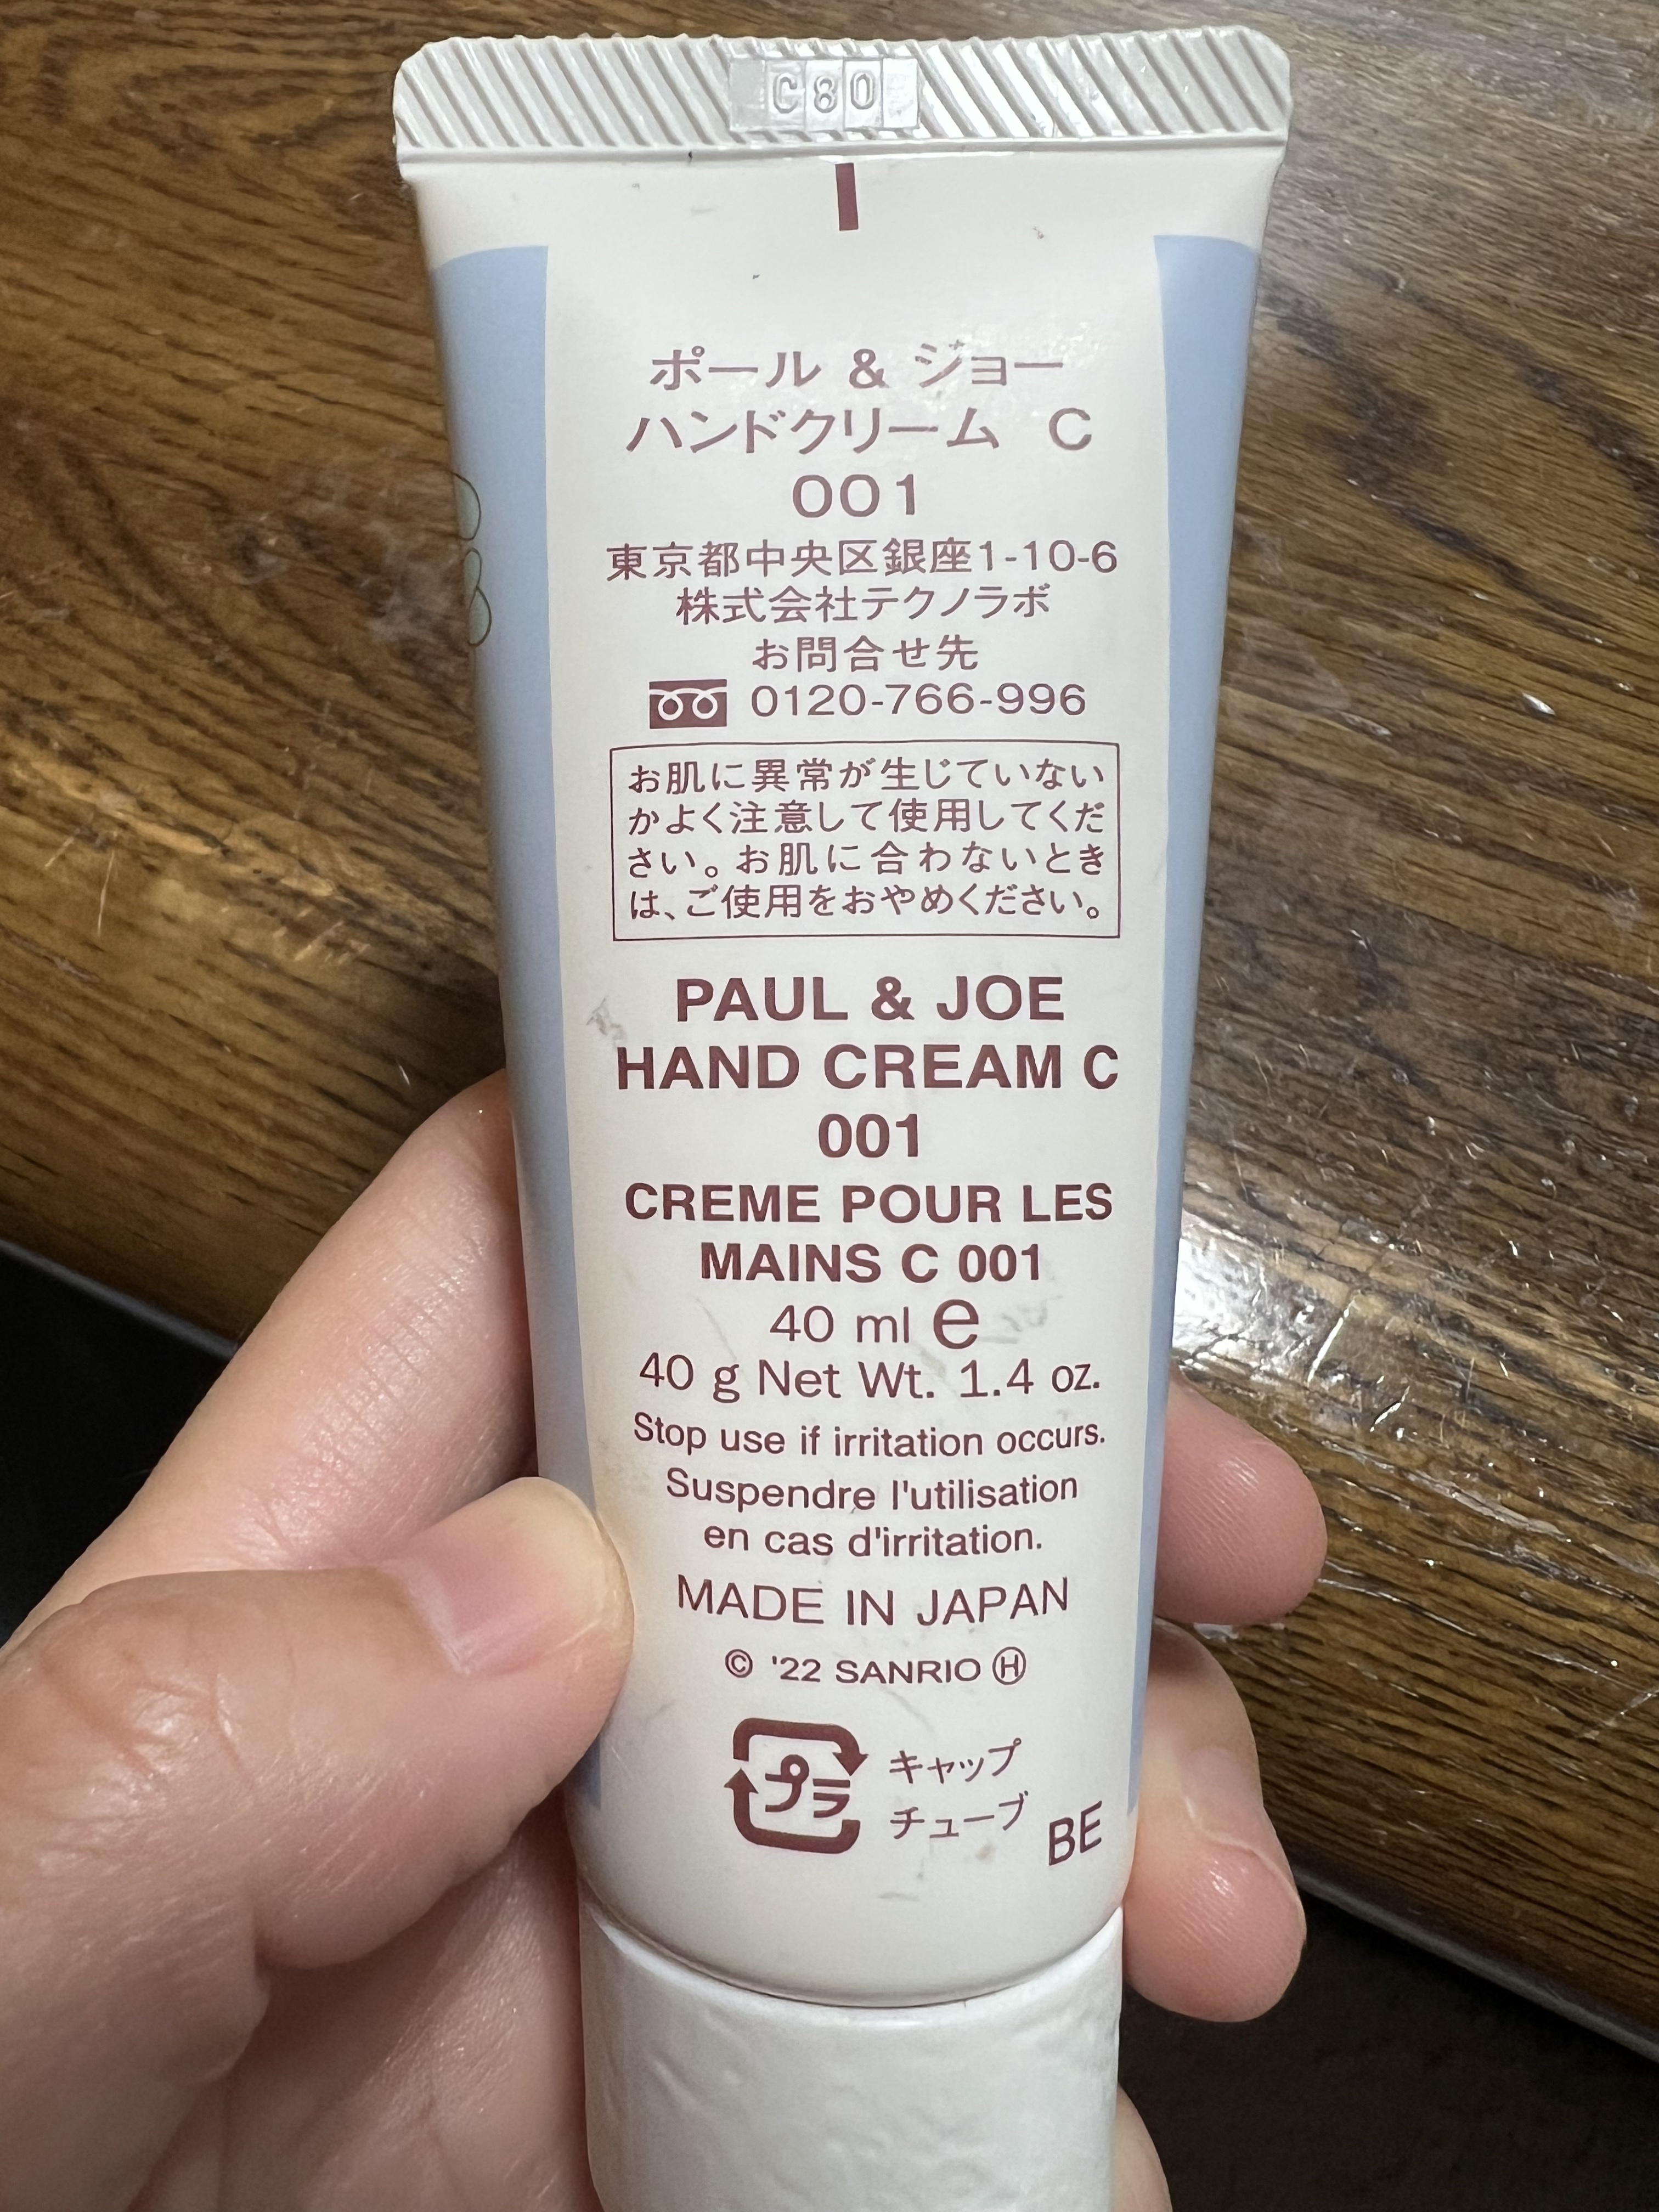 C80
ポール & ジョー
ハンドクリーム C
001
東京都中央区銀座1-10-6
株式会社テクノラボ
お問合せ先
0120-766-996
お肌に異常が生じていない
かよく注意して使用してくだ
さい。お肌に合わないとき
は、ご使用をおやめください。
PAUL & JOE
HAND CREAM C
001
CREME POUR LES
MAINS C 001
40 ml e
40 g Net Wt. 1.4 oz.
Stop use if irritation occurs.
Suspendre l'utilisation
en cas d'irritation.
MADE IN JAPAN
© '22 SANRIO Ⓗ
プラ
キャップ
チューブ
BE